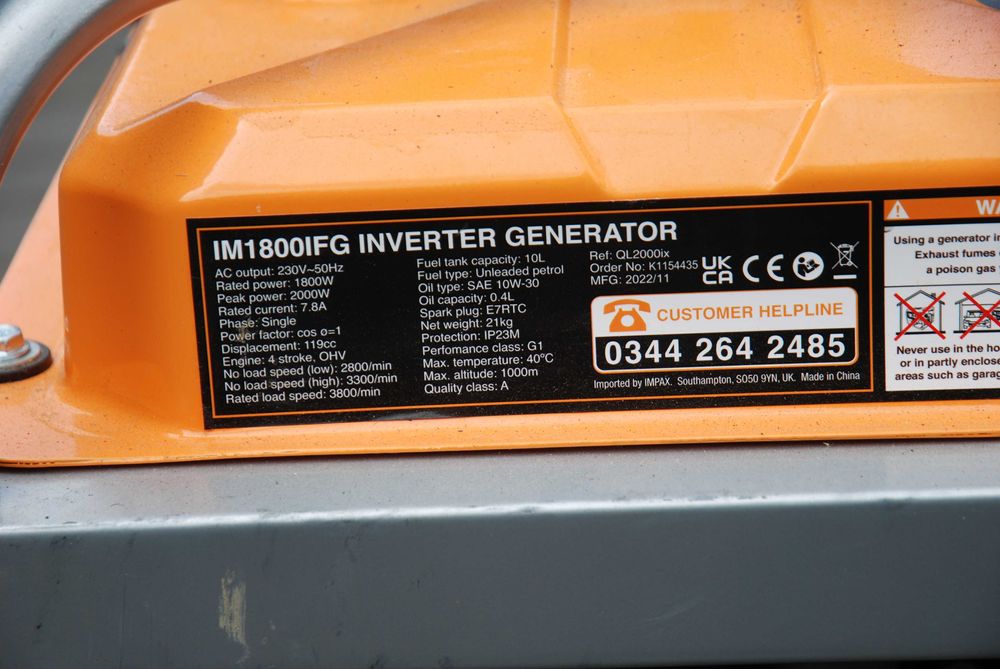 IM1800IFG INVERTER GENERATOR
AC output: 230V~50Hz
Rated power: 1800W
Peak power: 2000W
Rated current: 7.8A
Phase: Single
Power factor: cos ø=1
Displacement: 119cc
Engine: 4 stroke, OHV
No load speed (low): 2800/min
No load speed (high): 3300/min
Rated load speed: 3800/min
Fuel tank capacity: 10L
Fuel type: Unleaded petrol
Oil type: SAE 10W-30
Oil capacity: 0.4L
Spark plug: E7RTC
Net weight: 21kg
Protection: IP23M
Perfomance class: G1
Max. temperature: 40ºC
Max. altitude: 1000m
Quality class: A
Ref: QL2000ix
Order No: K1154435
MFG: 2022/11
UK
CA
CE
CUSTOMER HELPLINE
0344 264 2485
Imported by IMPAX. Southampton, S050 9YN, UK. Made in China
WA
Using a generator in
Exhaust fumes
a poison gas
Never use in the ho
or in partly enclose
areas such as garag